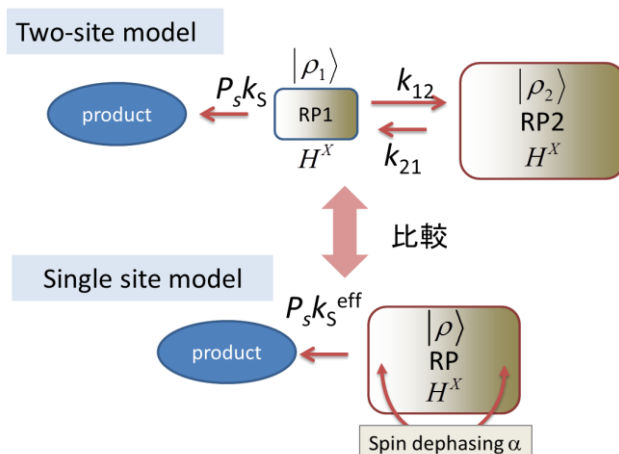 Two-site model
|ρ₁⟩
Pₛkₛ
k₁₂
product
RP1
|ρ₂⟩
RP2
Hˣ
Hˣ
k₂₁
比較
Single site model
Pₛkₛᵉᶠᶠ
product
|ρ⟩
RP
Hˣ
Spin dephasing α